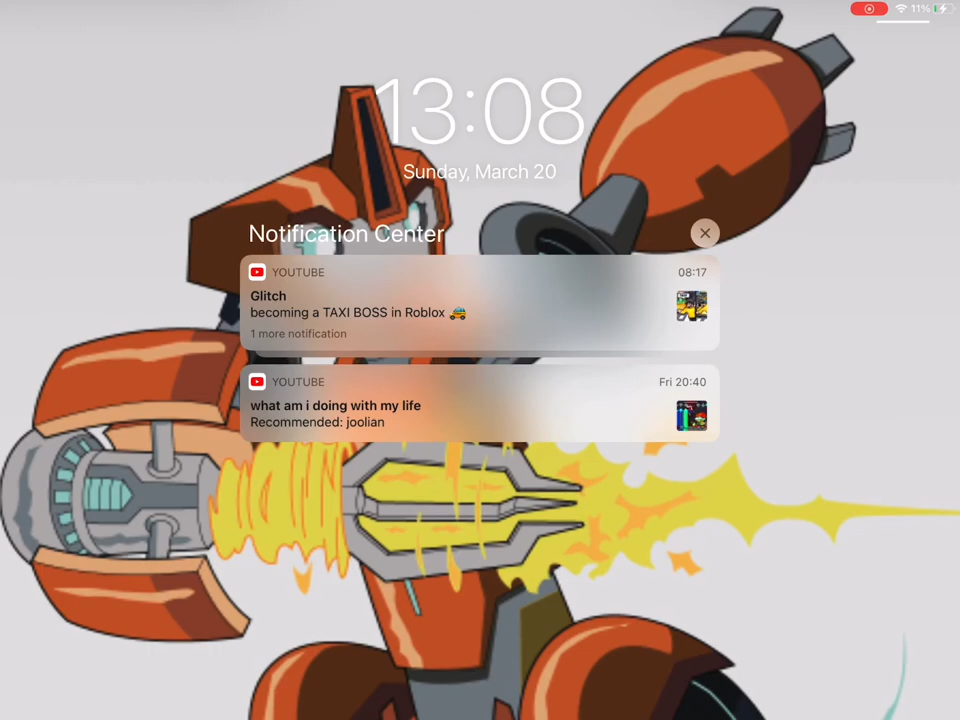 11%
13:08
Sunday, March 20
Notification Center
YOUTUBE 08:17
Glitch
becoming a TAXI BOSS in Roblox 🚕
1 more notification
YOUTUBE Fri 20:40
what am i doing with my life
Recommended: joolian